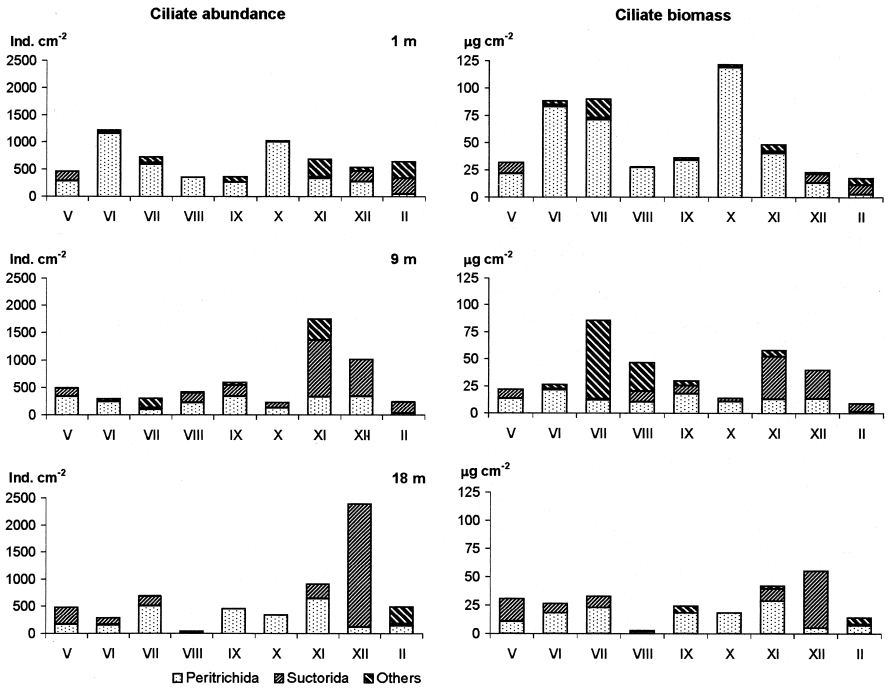 Ciliate abundance
Ciliate biomass
Ind. cm-2
1 m
2500
2000
1500
1000
500
0
V VI VII VIII IX X XI XII II
µg cm-2
125
100
75
50
25
0
V VI VII VIII IX X XI XII II
Ind. cm-2
9 m
2500
2000
1500
1000
500
0
V VI VII VIII IX X XI XII II
µg cm-2
125
100
75
50
25
0
V VI VII VIII IX X XI XII II
Ind. cm-2
18 m
2500
2000
1500
1000
500
0
V VI VII VIII IX X XI XII II
µg cm-2
125
100
75
50
25
0
V VI VII VIII IX X XI XII II
Peritrichida Suctorida Others